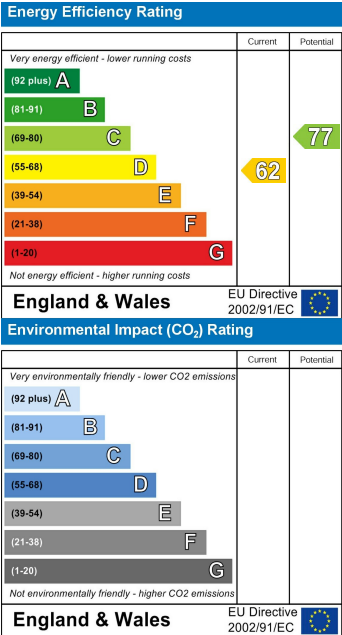 Energy Efficiency Rating
Current Potential
Very energy efficient - lower running costs
(92 plus) A
(81-91) B
(69-80) C
77
(55-68) D
62
(39-54) E
(21-38) F
(1-20) G
Not energy efficient - higher running costs
England & Wales
EU Directive
2002/91/EC
Environmental Impact (CO₂) Rating
Current Potential
Very environmentally friendly - lower CO2 emissions
(92 plus) A
(81-91) B
(69-80) C
(55-68) D
(39-54) E
(21-38) F
(1-20) G
Not environmentally friendly - higher CO2 emissions
England & Wales
EU Directive
2002/91/EC